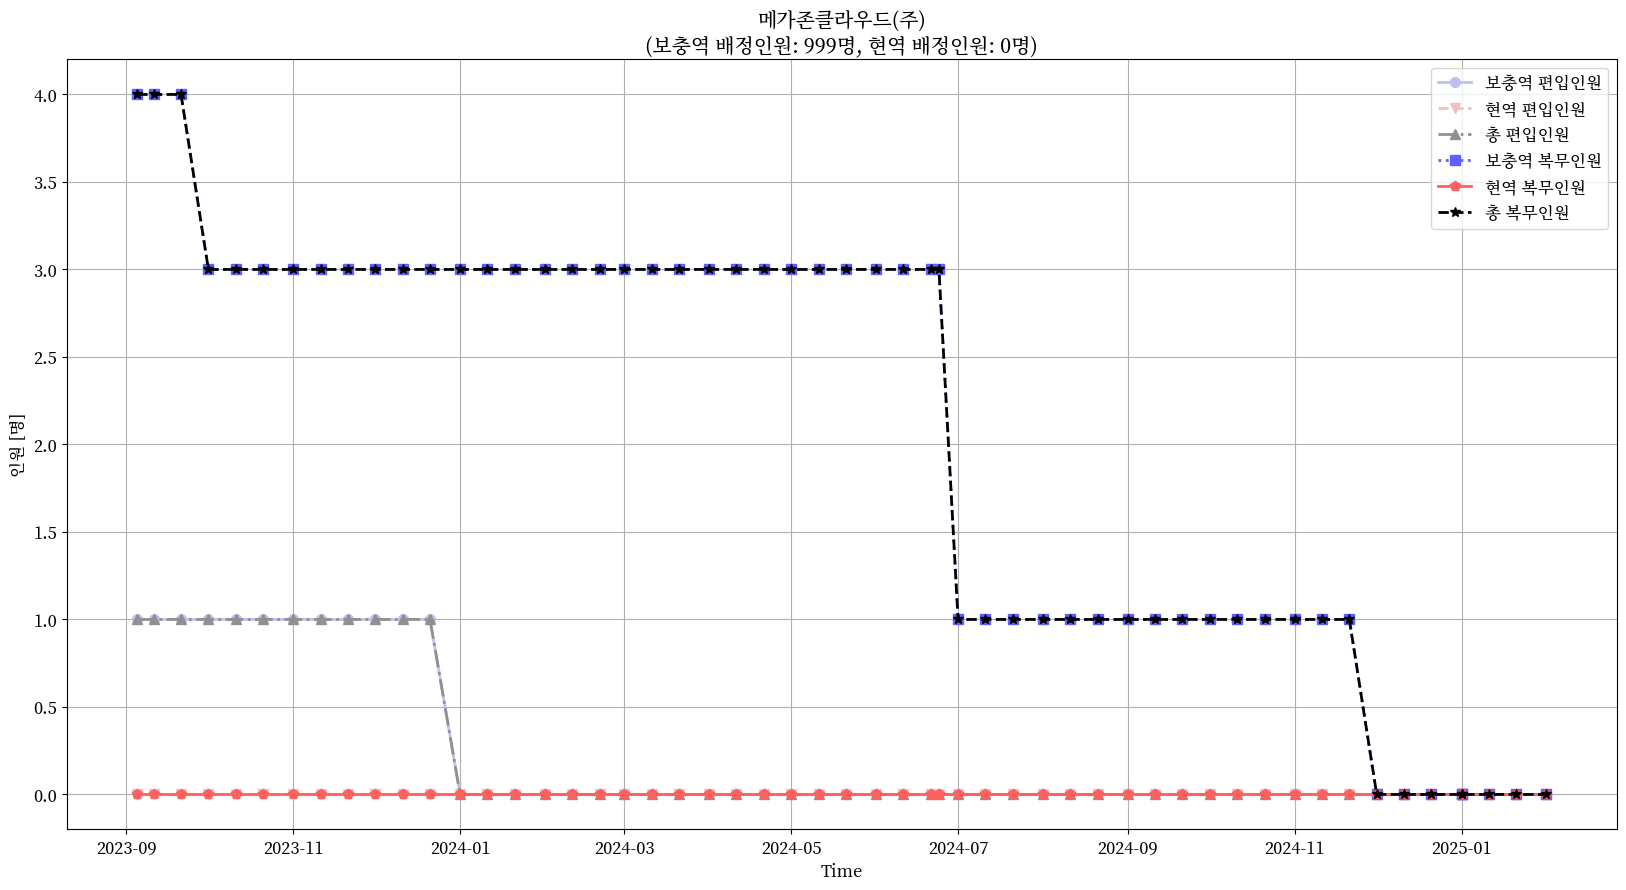 메가존클라우드(주)
(보충역 배정인원: 999명, 현역 배정인원: 0명)
보충역 편입인원
현역 편입인원
총 편입인원
보충역 복무인원
현역 복무인원
총 복무인원
4.0
3.5
3.0
2.5
2.0
1.5
1.0
0.5
0.0
인원 [명]
2023-09 2023-11 2024-01 2024-03 2024-05 2024-07 2024-09 2024-11 2025-01
Time